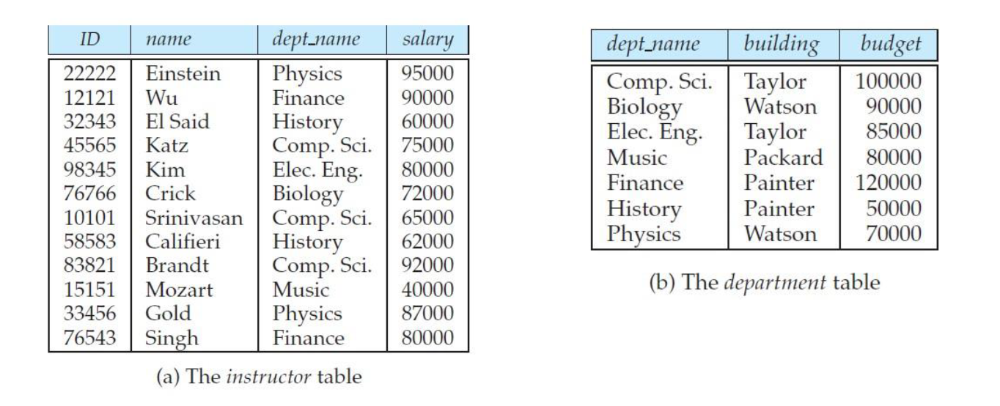 ID name dept_name salary
22222 Einstein Physics 95000
12121 Wu Finance 90000
32343 El Said History 60000
45565 Katz Comp. Sci. 75000
98345 Kim Elec. Eng. 80000
76766 Crick Biology 72000
10101 Srinivasan Comp. Sci. 65000
58583 Califieri History 62000
83821 Brandt Comp. Sci. 92000
15151 Mozart Music 40000
33456 Gold Physics 87000
76543 Singh Finance 80000
(a) The instructor table
dept_name building budget
Comp. Sci. Taylor 100000
Biology Watson 90000
Elec. Eng. Taylor 85000
Music Packard 80000
Finance Painter 120000
History Painter 50000
Physics Watson 70000
(b) The department table